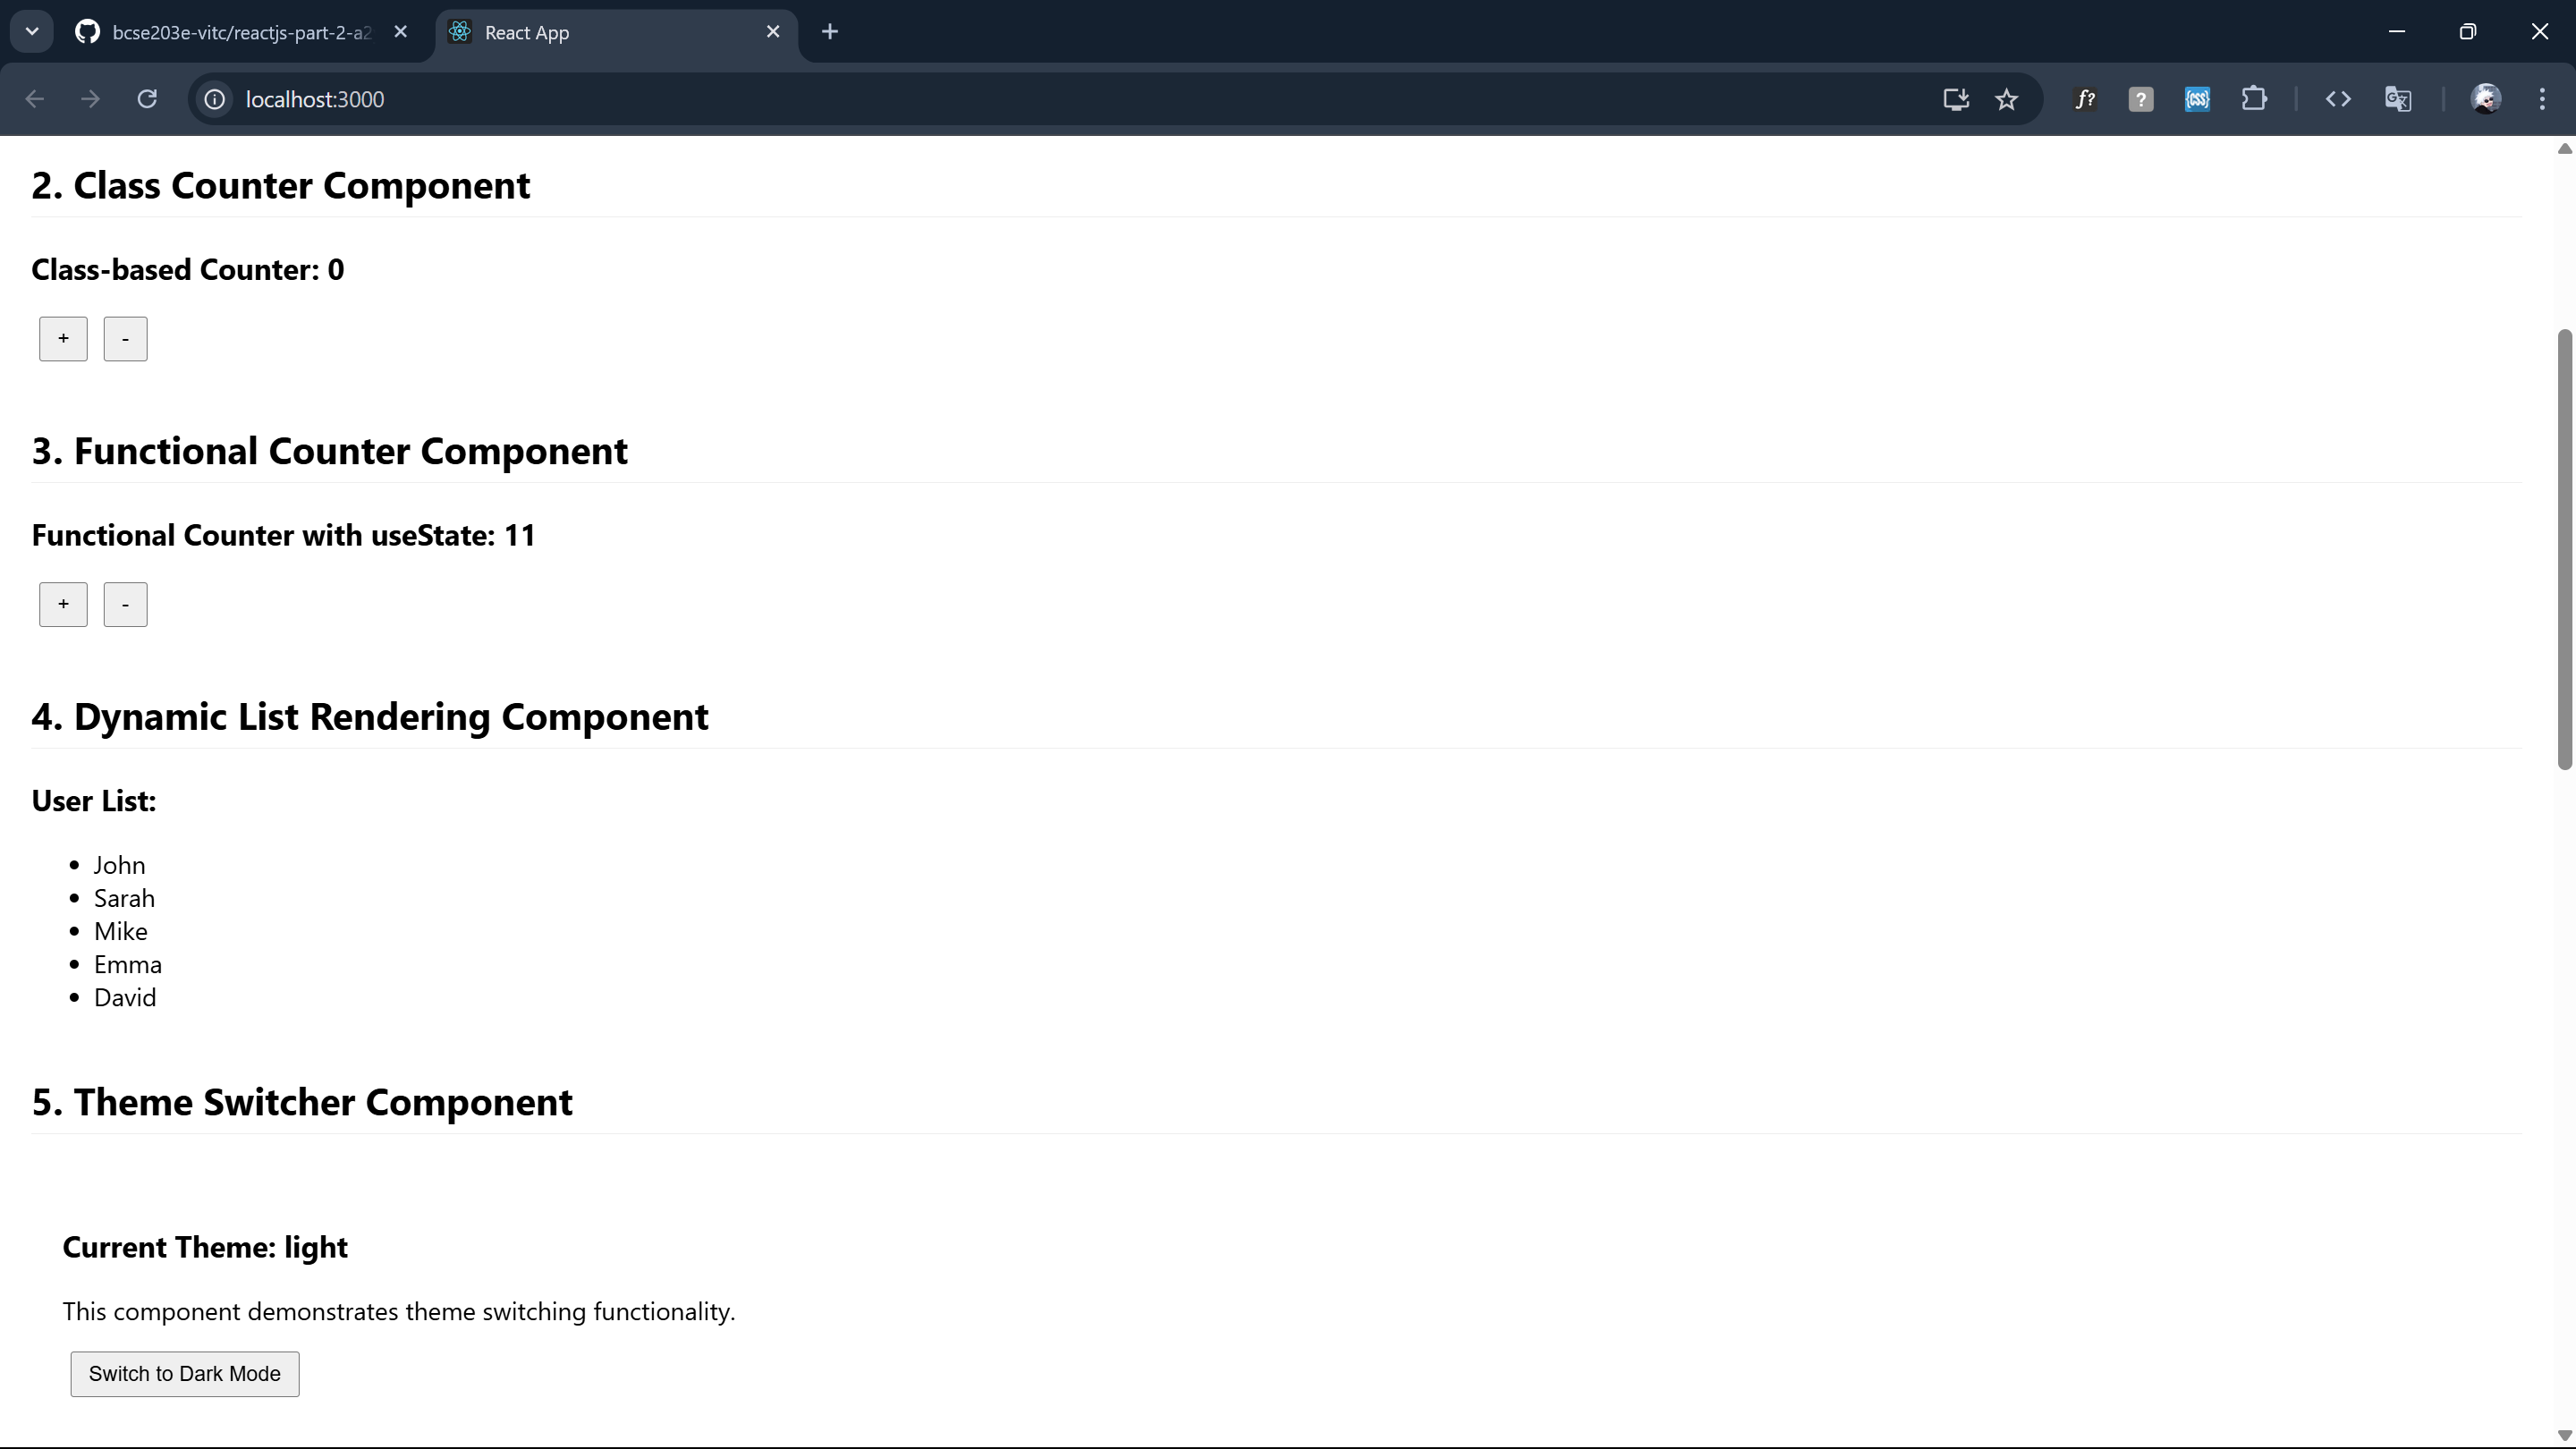 bcse203e-vitc/reactjs-part-2-a2
React App
localhost:3000
2. Class Counter Component
Class-based Counter: 0
+ -
3. Functional Counter Component
Functional Counter with useState: 11
+ -
4. Dynamic List Rendering Component
User List:
John
Sarah
Mike
Emma
David
5. Theme Switcher Component
Current Theme: light
This component demonstrates theme switching functionality.
Switch to Dark Mode